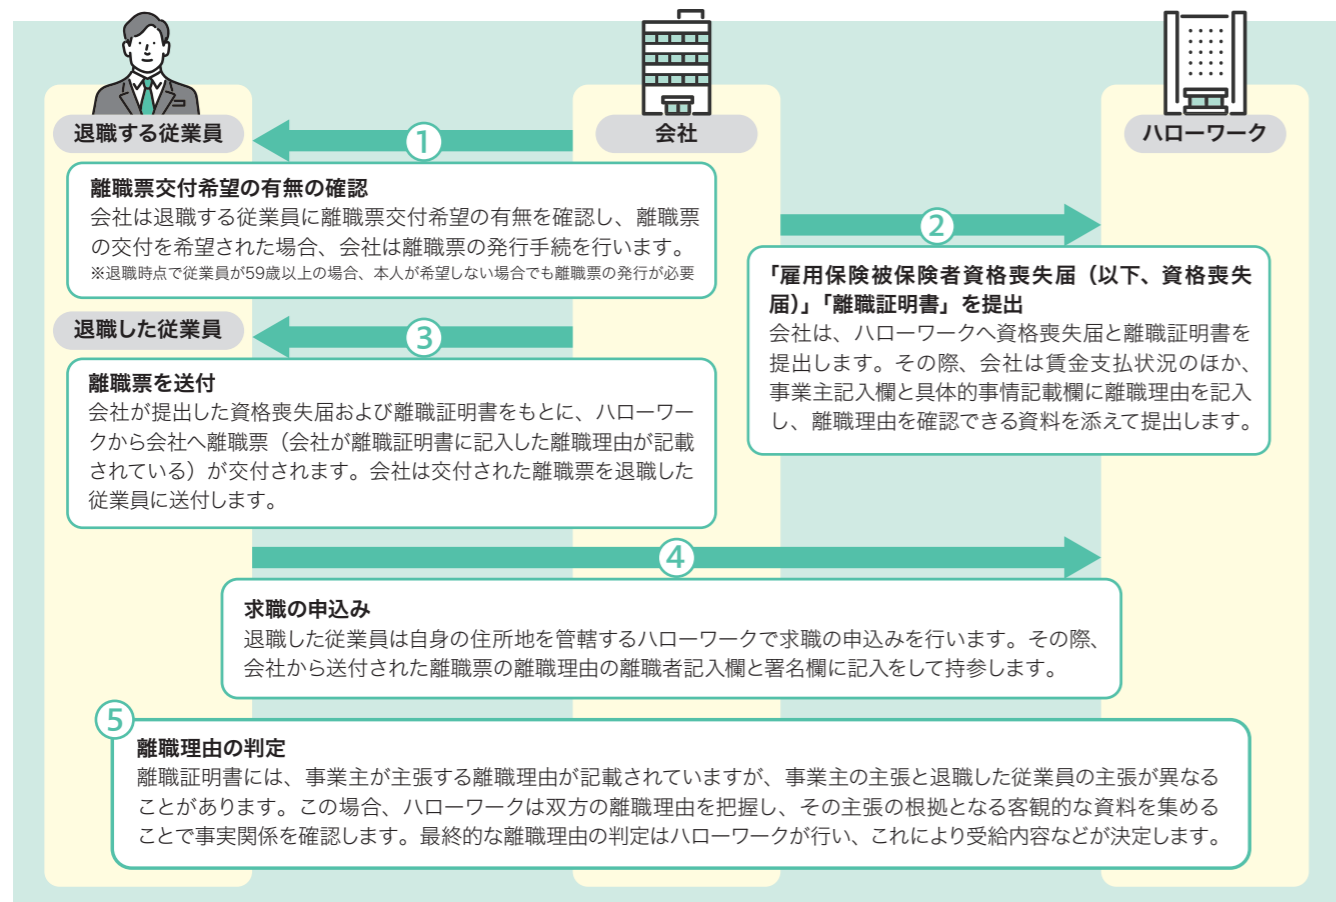 退職する従業員
会社
ハローワーク
①
離職票交付希望の有無の確認
会社は退職する従業員に離職票交付希望の有無を確認し、離職票
の交付を希望された場合、会社は離職票の発行手続を行います。
※退職時点で従業員が59歳以上の場合、本人が希望しない場合でも離職票の発行が必要
②
「雇用保険被保険者資格喪失届（以下、資格喪失
届）」「離職証明書」を提出
会社は、ハローワークへ資格喪失届と離職証明書を
提出します。その際、会社は賃金支払状況のほか、
事業主記入欄と具体的事情記載欄に離職理由を記入
し、離職理由を確認できる資料を添えて提出します。
退職した従業員
③
離職票を送付
会社が提出した資格喪失届および離職証明書をもとに、ハローワー
クから会社へ離職票（会社が離職証明書に記入した離職理由が記載
されている）が交付されます。会社は交付された離職票を退職した
従業員に送付します。
④
求職の申込み
退職した従業員は自身の住所地を管轄するハローワークで求職の申込みを行います。その際、
会社から送付された離職票の離職理由の離職者記入欄と署名欄に記入をして持参します。
⑤
離職理由の判定
離職証明書には、事業主が主張する離職理由が記載されていますが、事業主の主張と退職した従業員の主張が異なる
ことがあります。この場合、ハローワークは双方の離職理由を把握し、その主張の根拠となる客観的な資料を集める
ことで事実関係を確認します。最終的な離職理由の判定はハローワークが行い、これにより受給内容などが決定します。